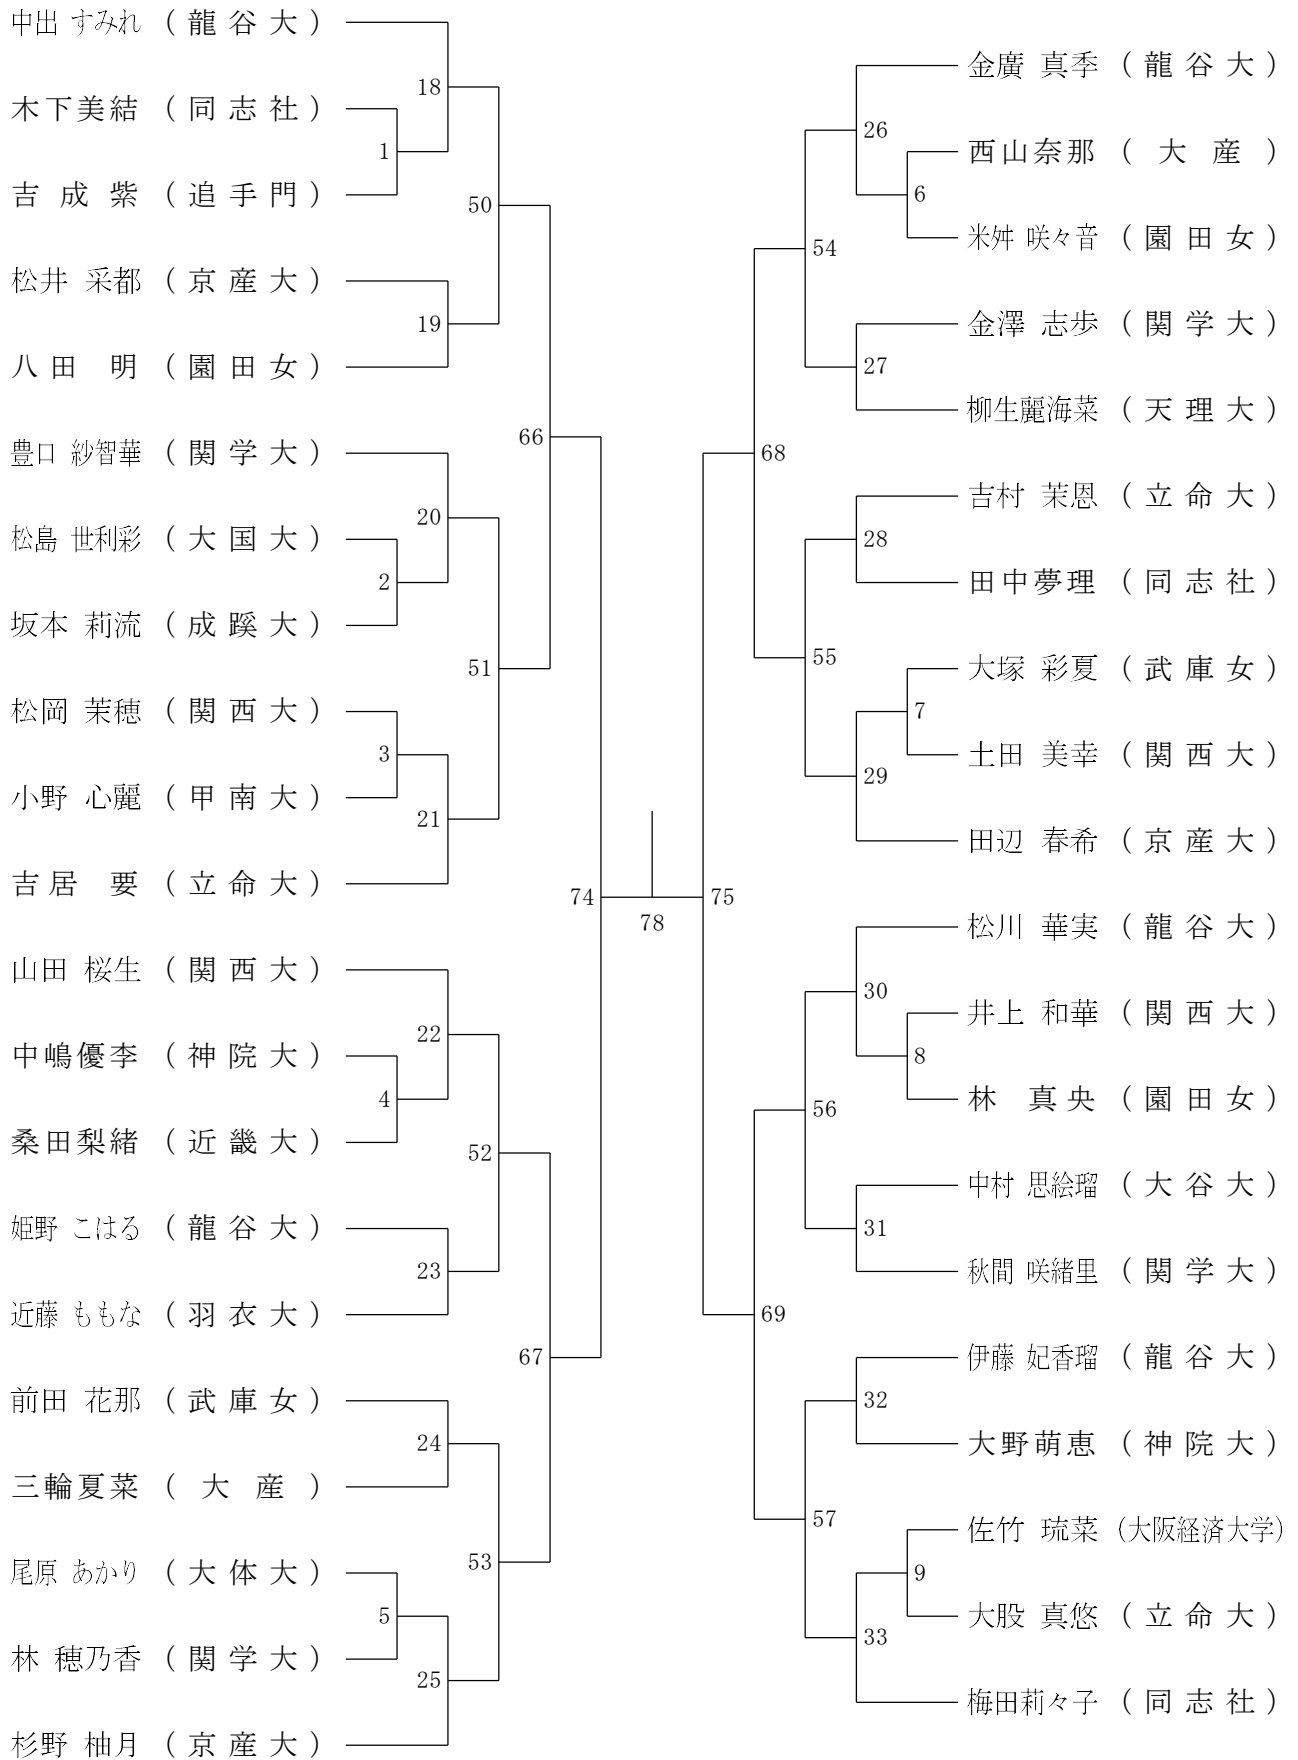 中出 すみれ （ 龍 谷 大 ）
木下美結 （ 同 志 社 ）
吉 成 紫 （ 追 手 門 ）
松井 采都 （ 京 産 大 ）
八 田 明 （ 園 田 女 ）
豊口 紗智華 （ 関 学 大 ）
松島 世利彩 （ 大 国 大 ）
坂本 莉流 （ 成 蹊 大 ）
松岡 茉穂 （ 関 西 大 ）
小野 心麗 （ 甲 南 大 ）
吉 居 要 （ 立 命 大 ）
山田 桜生 （ 関 西 大 ）
中嶋優李 （ 神 院 大 ）
桑田梨緒 （ 近 畿 大 ）
姫野 こはる （ 龍 谷 大 ）
近藤 ももな （ 羽 衣 大 ）
前田 花那 （ 武 庫 女 ）
三輪夏菜 （ 大 産 ）
尾原 あかり （ 大 体 大 ）
林 穂乃香 （ 関 学 大 ）
杉野 柚月 （ 京 産 大 ）
1
2
3
4
5
18
19
20
21
22
23
24
25
50
51
52
53
66
67
74
78
75
68
69
54
55
56
57
26
27
28
29
30
31
32
33
6
7
8
9
金廣 真季 （ 龍 谷 大 ）
西山奈那 （ 大 産 ）
米舛 咲々音 （ 園 田 女 ）
金澤 志歩 （ 関 学 大 ）
柳生麗海菜 （ 天 理 大 ）
吉村 茉恩 （ 立 命 大 ）
田中夢理 （ 同 志 社 ）
大塚 彩夏 （ 武 庫 女 ）
土田 美幸 （ 関 西 大 ）
田辺 春希 （ 京 産 大 ）
松川 華実 （ 龍 谷 大 ）
井上 和華 （ 関 西 大 ）
林 真 央 （ 園 田 女 ）
中村 思絵瑠 （ 大 谷 大 ）
秋間 咲緒里 （ 関 学 大 ）
伊藤 妃香瑠 （ 龍 谷 大 ）
大野萌恵 （ 神 院 大 ）
佐竹 琉菜 （大阪経済大学）
大股 真悠 （ 立 命 大 ）
梅田莉々子 （ 同 志 社 ）